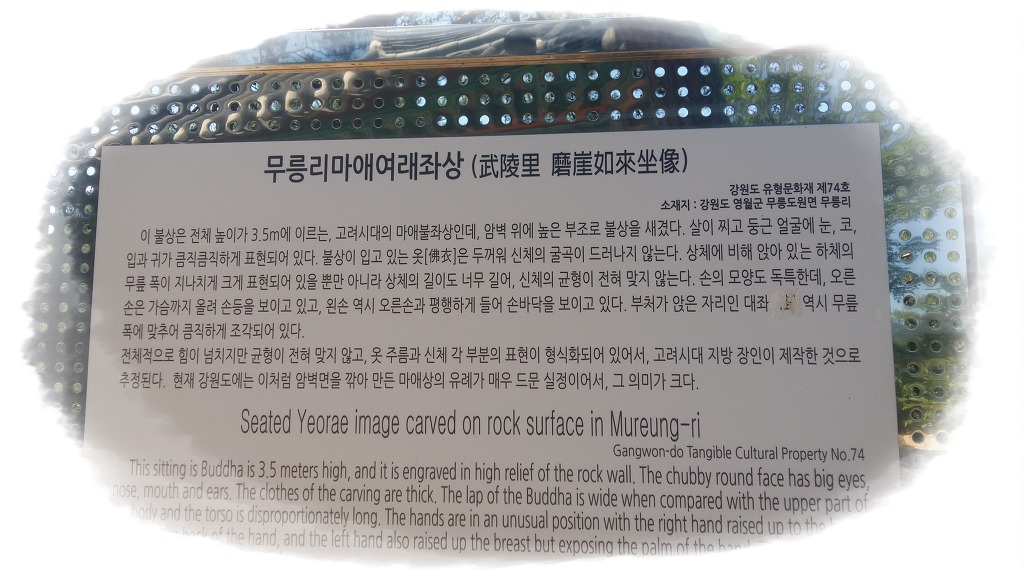 무릉리마애여래좌상 (武陵里 磨崖如來坐像)
강원도 유형문화재 제74호
소재지 : 강원도 영월군 무릉도원면 무릉리
이 불상은 전체 높이가 3.5m에 이르는, 고려시대의 마애불좌상인데, 암벽 위에 높은 부조로 불상을 새겼다. 살이 찌고 둥근 얼굴에 눈, 코,
입과 귀가 큼직큼직하게 표현되어 있다. 불상이 입고 있는 옷[佛衣]은 두꺼워 신체의 굴곡이 드러나지 않는다. 상체에 비해 앉아 있는 하체의
무릎 폭이 지나치게 크게 표현되어 있을 뿐만 아니라 상체의 길이도 너무 길어, 신체의 균형이 전혀 맞지 않는다. 손의 모양도 독특한데, 오른
손은 가슴까지 올려 손등을 보이고 있고, 왼손 역시 오른손과 평행하게 들어 손바닥을 보이고 있다. 부처가 앉은 자리인 대좌 역시 무릎
폭에 맞추어 큼직하게 조각되어 있다.
전체적으로 힘이 넘치지만 균형이 전혀 맞지 않고, 옷 주름과 신체 각 부분의 표현이 형식화되어 있어서, 고려시대 지방 장인이 제작한 것으로
추정된다. 현재 강원도에는 이처럼 암벽면을 깎아 만든 마애상의 유례가 매우 드문 실정이어서, 그 의미가 크다.
Seated Yeorae image carved on rock surface in Mureung-ri
Gangwon-do Tangible Cultural Property No.74
This sitting is Buddha is 3.5 meters high, and it is engraved in high relief of the rock wall. The chubby round face has big eyes,
nose, mouth and ears. The clothes of the carving are thick. The lap of the Buddha is wide when compared with the upper part of
body and the torso is disproportionately long. The hands are in an unusual position with the right hand raised up to the
back of the hand, and the left hand also raised up the breast but exposing the palm of the hand.